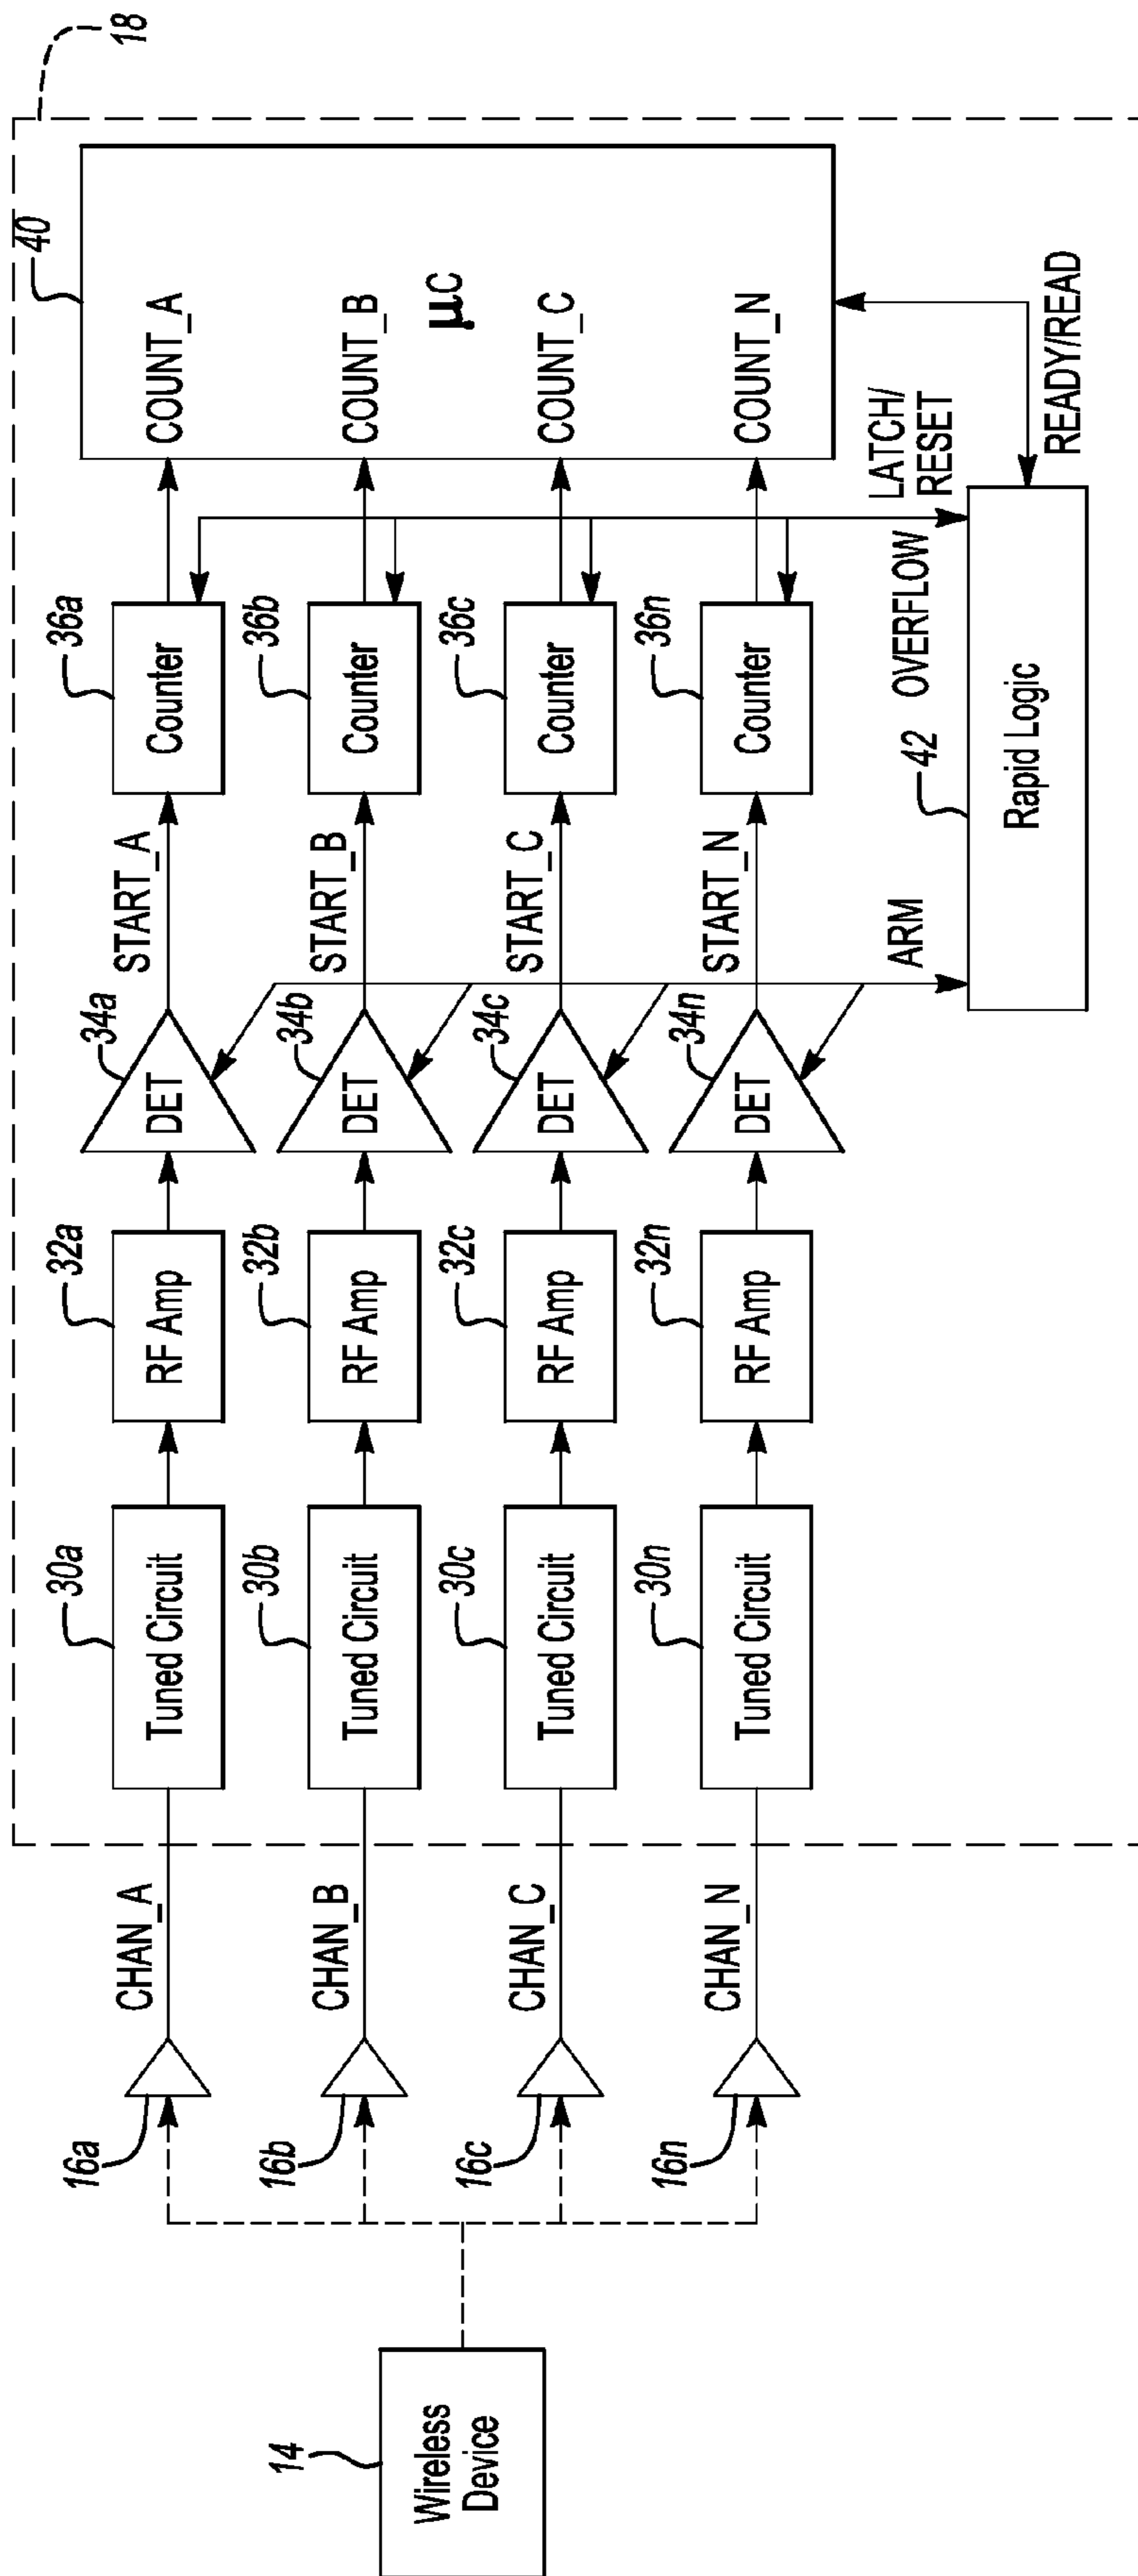 18
40
COUNT_A
COUNT_B
µC
COUNT_C
COUNT_N
36a
Counter
36b
Counter
36c
Counter
36n
Counter
LATCH/
RESET
OVERFLOW
READY/READ
42
Rapid Logic
START_A
START_B
START_C
START_N
ARM
34a
DET
34b
DET
34c
DET
34n
DET
32a
RF Amp
32b
RF Amp
32c
RF Amp
32n
RF Amp
30a
Tuned Circuit
30b
Tuned Circuit
30c
Tuned Circuit
30n
Tuned Circuit
CHAN_A
CHAN_B
CHAN_C
CHAN_N
16a
16b
16c
16n
14
Wireless
Device